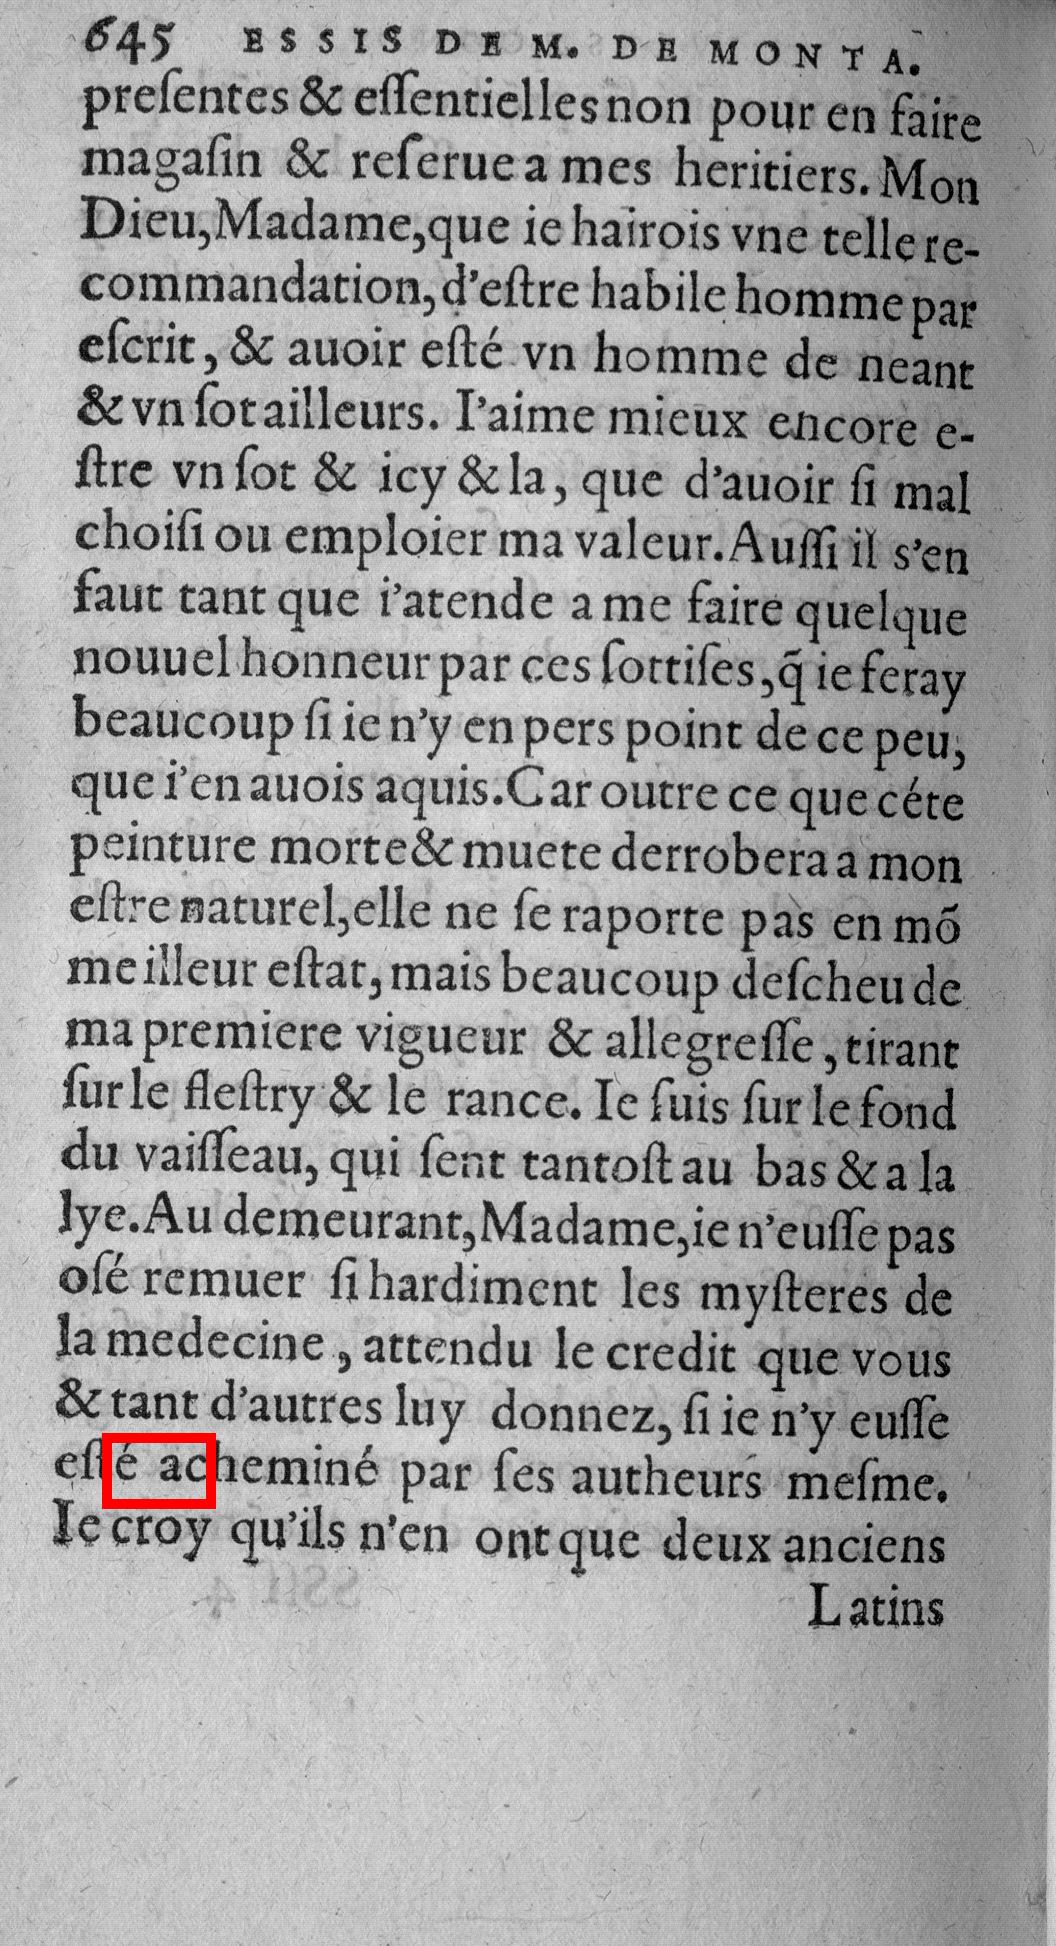 645 ESSIS DE M. DE MONTA.
preſentes & eſſentielles non pour en faire
magaſin & reſerue a mes heritiers. Mon
Dieu, Madame, que ie hairois vne telle re-
commandation, d'eſtre habile homme par
eſcrit, & auoir eſté vn homme de neant
& vn ſot ailleurs. I'aime mieux encore e-
ſtre vn ſot & icy & la, que d'auoir ſi mal
choiſi ou emploier ma valeur. Auſſi il s'en
faut tant que i'atende a me faire quelque
nouuel honneur par ces ſottiſes, q̃ ie feray
beaucoup ſi ie n'y en pers point de ce peu,
que i'en auois aquis. Car outre ce que céte
peinture morte & muete derrobera a mon
eſtre naturel, elle ne ſe raporte pas en mõ
meilleur eſtat, mais beaucoup deſcheu de
ma premiere vigueur & allegreſſe, tirant
ſur le fleſtry & le rance. Ie ſuis ſur le fond
du vaiſſeau, qui ſent tantoſt au bas & a la
lye. Au demeurant, Madame, ie n'euſſe pas
oſé remuer ſi hardiment les myſteres de
la medecine, attendu le credit que vous
& tant d'autres luy donnez, ſi ie n'y euſſe
eſté acheminé par ſes autheurs meſme.
Ie croy qu'ils n'en ont que deux anciens
Latins